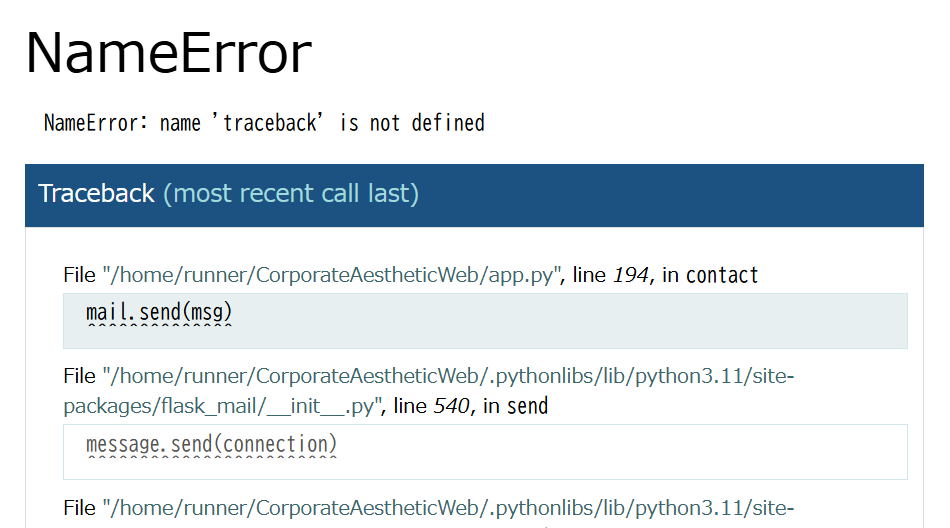 NameError
NameError: name 'traceback' is not defined
Traceback (most recent call last)
File "/home/runner/CorporateAestheticWeb/app.py", line 194, in contact
mail.send(msg)
File "/home/runner/CorporateAestheticWeb/.pythonlibs/lib/python3.11/site-
packages/flask_mail/__init__.py", line 540, in send
message.send(connection)
File "/home/runner/CorporateAestheticWeb/.pythonlibs/lib/python3.11/site-